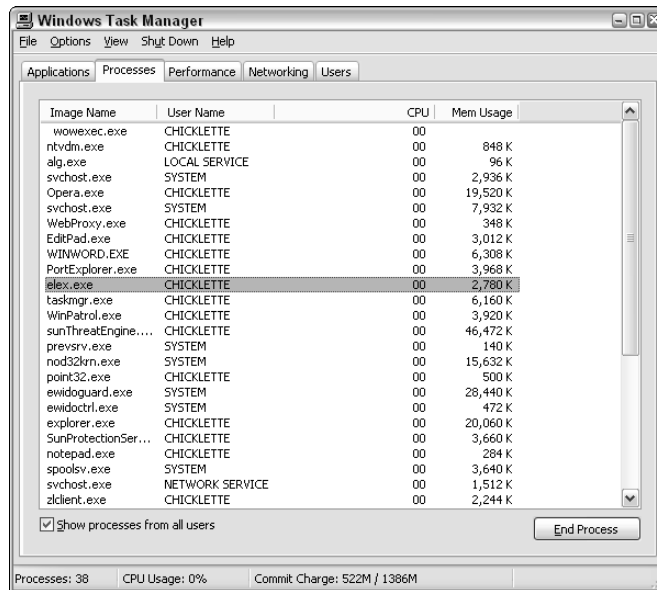 Windows Task Manager
File Options View Shut Down Help
Applications Processes Performance Networking Users
Image Name User Name CPU Mem Usage
wowexec.exe CHICKLETTE 00
ntvdm.exe CHICKLETTE 00 848 K
alg.exe LOCAL SERVICE 00 96 K
svchost.exe SYSTEM 00 2,936 K
Opera.exe CHICKLETTE 00 19,520 K
svchost.exe SYSTEM 00 7,932 K
WebProxy.exe CHICKLETTE 00 348 K
EditPad.exe CHICKLETTE 00 3,012 K
WINWORD.EXE CHICKLETTE 00 6,308 K
PortExplorer.exe CHICKLETTE 00 3,968 K
elex.exe CHICKLETTE 00 2,780 K
taskmgr.exe CHICKLETTE 00 6,160 K
WinPatrol.exe CHICKLETTE 00 3,920 K
sunThreatEngine.... CHICKLETTE 00 46,472 K
prevsrv.exe SYSTEM 00 140 K
nod32krn.exe SYSTEM 00 15,632 K
point32.exe CHICKLETTE 00 500 K
ewidoguard.exe SYSTEM 00 28,440 K
ewidoctrl.exe SYSTEM 00 472 K
explorer.exe CHICKLETTE 00 20,060 K
SunProtectionSer... CHICKLETTE 00 3,660 K
notepad.exe CHICKLETTE 00 284 K
spoolsv.exe SYSTEM 00 3,640 K
svchost.exe NETWORK SERVICE 00 1,512 K
zlclient.exe CHICKLETTE 00 2,244 K
Show processes from all users
End Process
Processes: 38 CPU Usage: 0% Commit Charge: 522M / 1386M